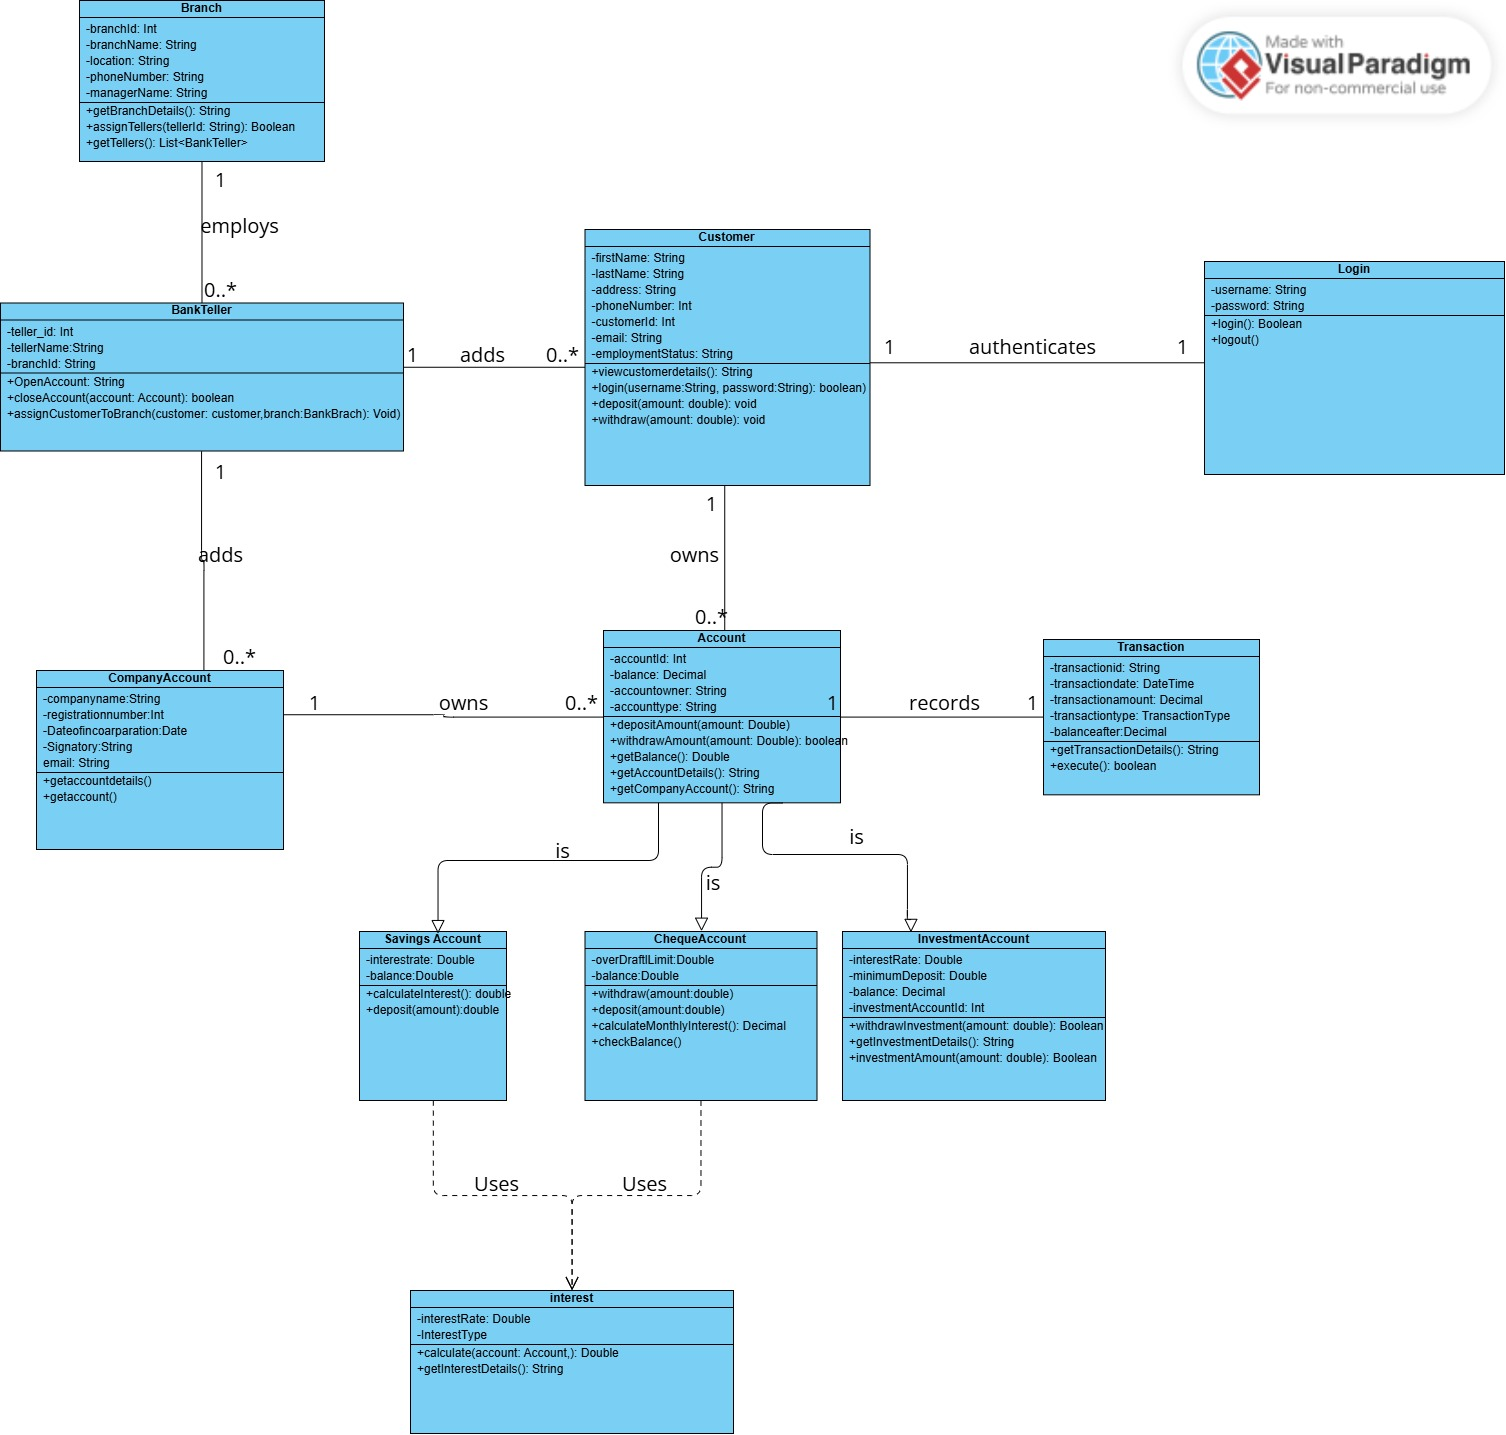 Branch
-branchId: Int
-branchName: String
-location: String
-phoneNumber: String
-managerName: String
+getBranchDetails(): String
+assignTellers(tellerId: String): Boolean
+getTellers(): List<BankTeller>
Made with
Visual Paradigm
For non-commercial use
1
employs
0..*
BankTeller
-teller_id: Int
-tellerName:String
-branchId: String
+OpenAccount: String
+closeAccount(account: Account): boolean
+assignCustomerToBranch(customer: customer,branch:BankBrach): Void)
1 adds 0..*
Customer
-firstName: String
-lastName: String
-address: String
-phoneNumber: Int
-customerId: Int
-email: String
-employmentStatus: String
+viewcustomerdetails(): String
+login(username:String, password:String): boolean)
+deposit(amount: double): void
+withdraw(amount: double): void
1 authenticates 1
Login
-username: String
-password: String
+login(): Boolean
+logout()
1
adds
0..*
1
owns
0..*
CompanyAccount
-companyname:String
-registrationnumber:Int
-Dateofincoarparation:Date
-Signatory:String
email: String
+getaccountdetails()
+getaccount()
1 owns 0..*
Account
-accountId: Int
-balance: Decimal
-accountowner: String
-accounttype: String
+depositAmount(amount: Double)
+withdrawAmount(amount: Double): boolean
+getBalance(): Double
+getAccountDetails(): String
+getCompanyAccount(): String
1 records 1
Transaction
-transactionid: String
-transactiondate: DateTime
-transactionamount: Decimal
-transactiontype: TransactionType
-balanceafter:Decimal
+getTransactionDetails(): String
+execute(): boolean
is
is
is
Savings Account
-interestrate: Double
-balance:Double
+calculateInterest(): double
+deposit(amount):double
ChequeAccount
-overDraftlLimit:Double
-balance:Double
+withdraw(amount:double)
+deposit(amount:double)
+calculateMonthlyInterest(): Decimal
+checkBalance()
InvestmentAccount
-interestRate: Double
-minimumDeposit: Double
-balance: Decimal
-investmentAccountId: Int
+withdrawInvestment(amount: double): Boolean
+getInvestmentDetails(): String
+investmentAmount(amount: double): Boolean
Uses
Uses
interest
-interestRate: Double
-InterestType
+calculate(account: Account,): Double
+getInterestDetails(): String